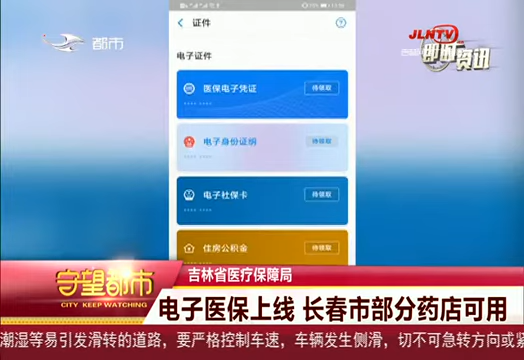 都市
JLNTV
即时资讯
证件
电子证件
医保电子凭证
待领取
电子身份证明
待领取
电子社保卡
待领取
住房公积金
待领取
守望都市
CITY KEEP WATCHING
吉林省医疗保障局
电子医保上线 长春市部分药店可用
潮湿等易引发滑转的道路，要严格控制车速，车辆发生侧滑，切不可急转方向或紧